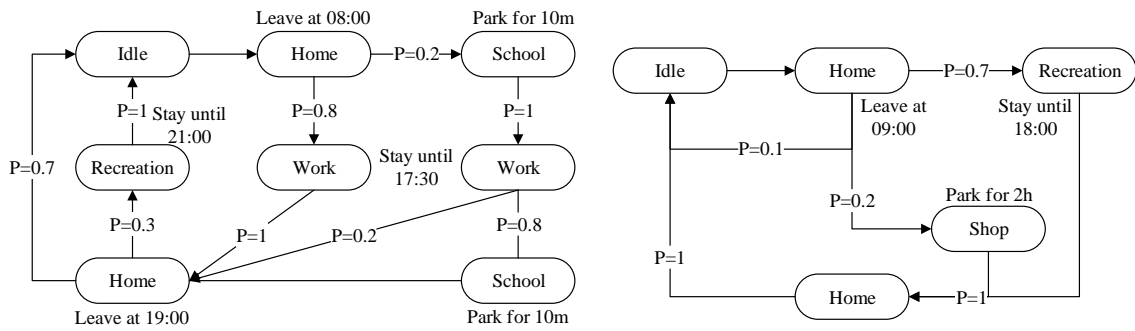 Leave at 08:00
Park for 10m
Idle
Home
P=0.2
School
P=1
Stay until
21:00
P=0.8
P=1
P=0.7
Recreation
Work
Stay until
17:30
Work
P=0.3
P=1
P=0.2
P=0.8
Home
School
Leave at 19:00
Park for 10m
Idle
Home
P=0.7
Recreation
Leave at
09:00
Stay until
18:00
P=0.1
P=0.2
Park for 2h
Shop
P=1
Home
P=1